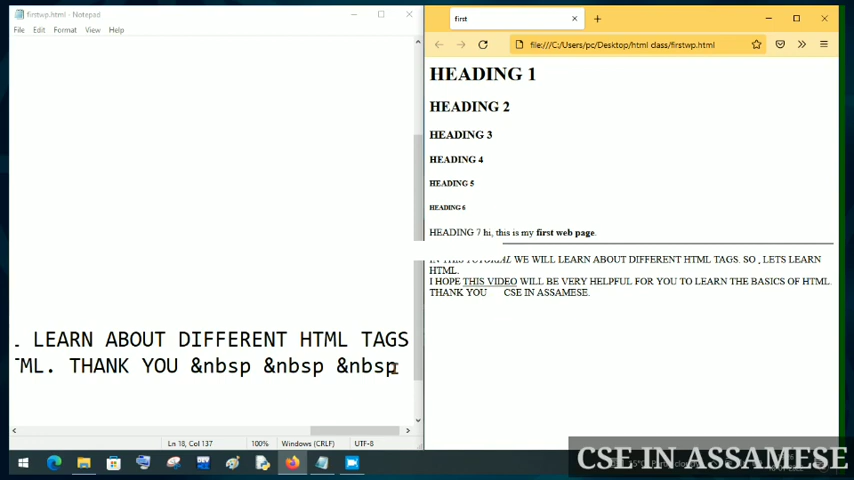 firstwp.html - Notepad
File Edit Format View Help
LEARN ABOUT DIFFERENT HTML TAGS
ML. THANK YOU &nbsp &nbsp &nbsp
Ln 18, Col 137 100% Windows (CRLF) UTF-8
first
file:///C:/Users/pc/Desktop/html class/firstwp.html
HEADING 1
HEADING 2
HEADING 3
HEADING 4
HEADING 5
HEADING 6
HEADING 7 hi, this is my first web page.
IN THIS TUTORIAL WE WILL LEARN ABOUT DIFFERENT HTML TAGS. SO , LETS LEARN
HTML.
I HOPE THIS VIDEO WILL BE VERY HELPFUL FOR YOU TO LEARN THE BASICS OF HTML.
THANK YOU CSE IN ASSAMESE.
CSE IN ASSAMESE